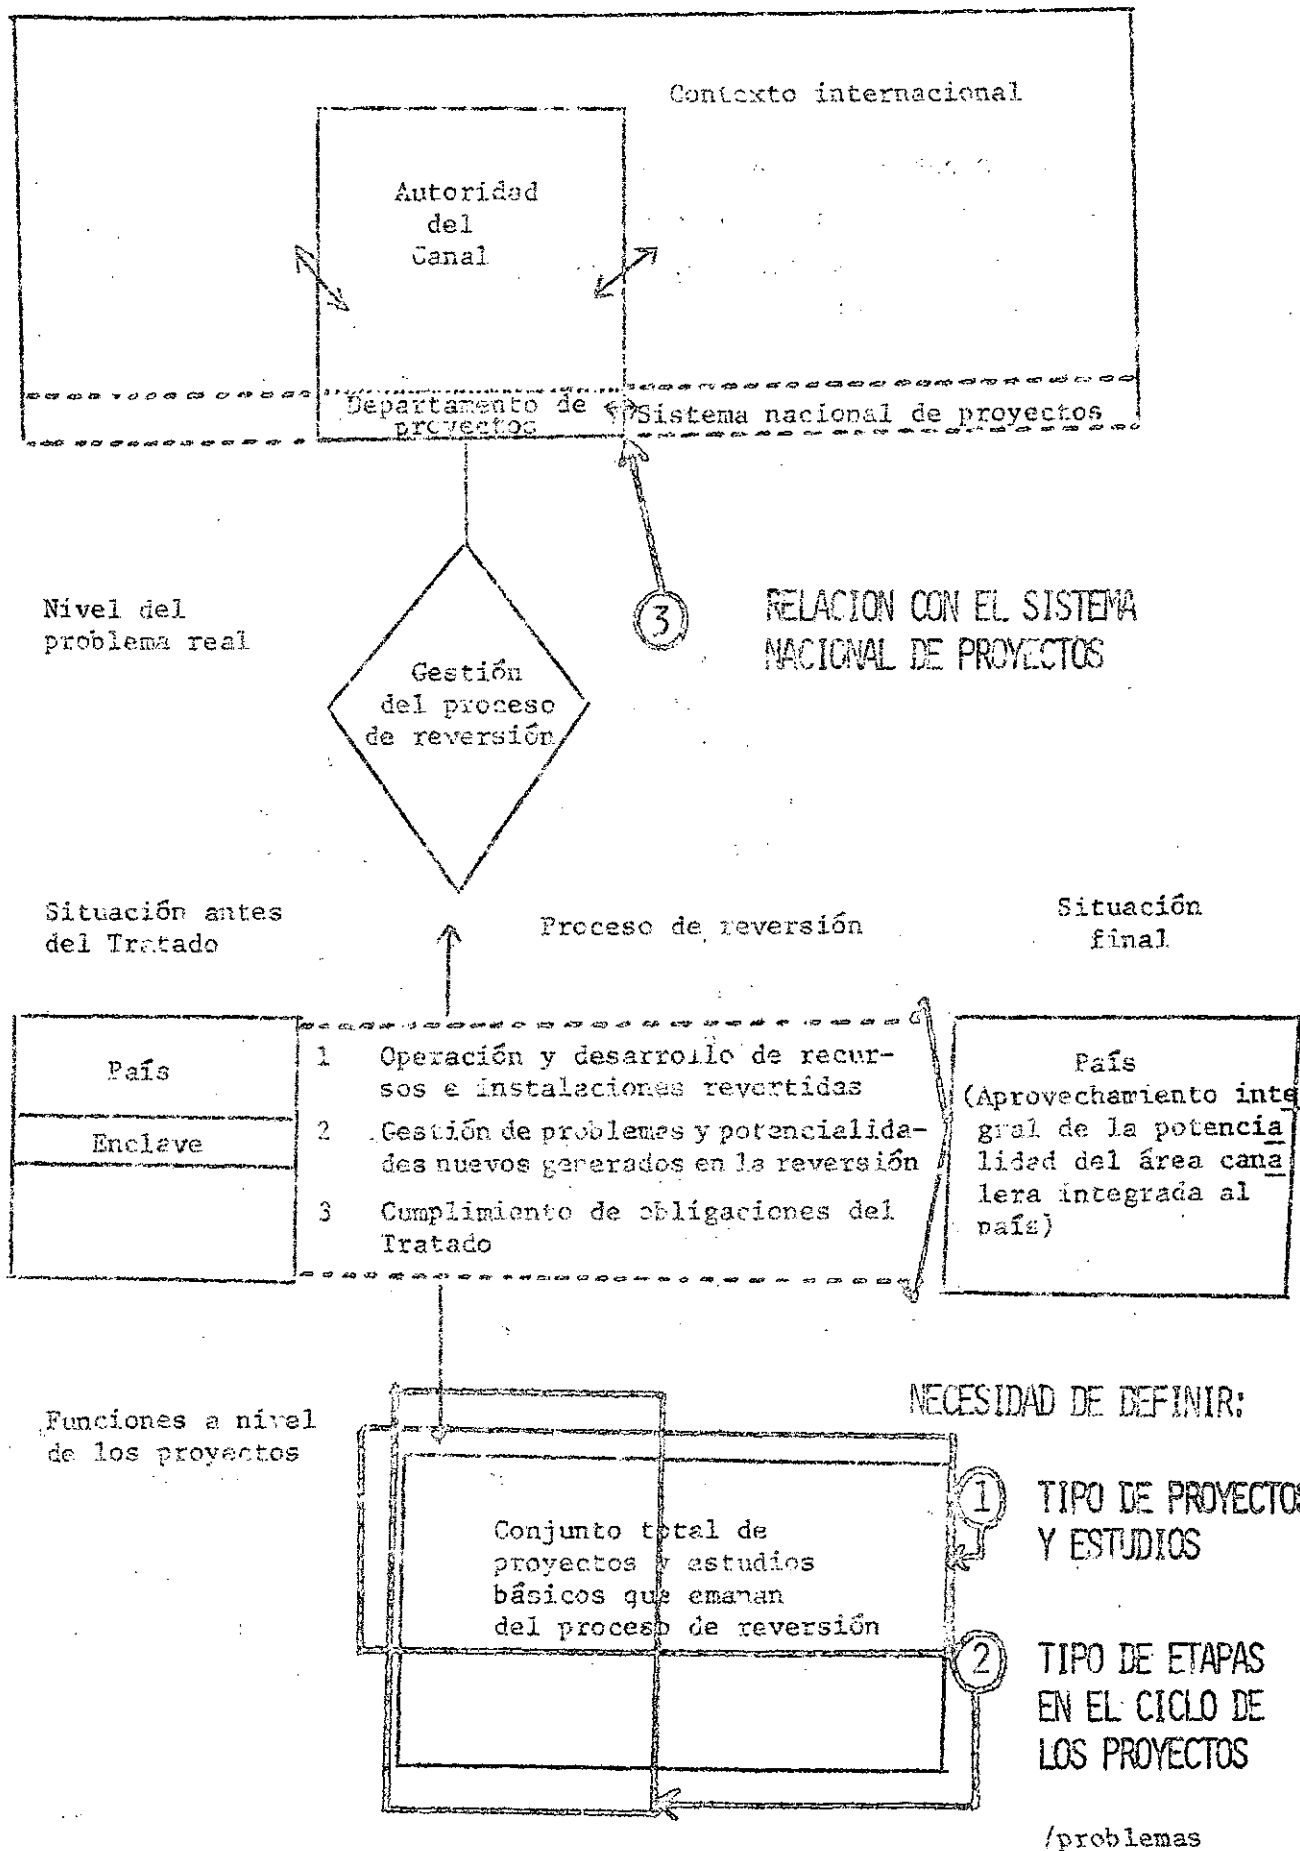 Contexto internacional
Autoridad
del
Canal
Departamento de
proyectos
Sistema nacional de proyectos
Nivel del
problema real
3
RELACION CON EL SISTEMA
NACIONAL DE PROYECTOS
Gestión
del proceso
de reversión
Situación antes
del Tratado
Proceso de reversión
Situación
final
País
Enclave
1 Operación y desarrollo de recur-
sos e instalaciones revertidas
2 Gestión de problemas y potencialida-
des nuevos generados en la reversión
3 Cumplimiento de obligaciones del
Tratado
País
(Aprovechamiento inte
gral de la potencia
lidad del área cana
lera integrada al
país)
Funciones a nivel
de los proyectos
NECESIDAD DE DEFINIR:
Conjunto total de
proyectos y estudios
básicos que emanan
del proceso de reversión
1
TIPO DE PROYECTOS
Y ESTUDIOS
2
TIPO DE ETAPAS
EN EL CICLO DE
LOS PROYECTOS
/problemas